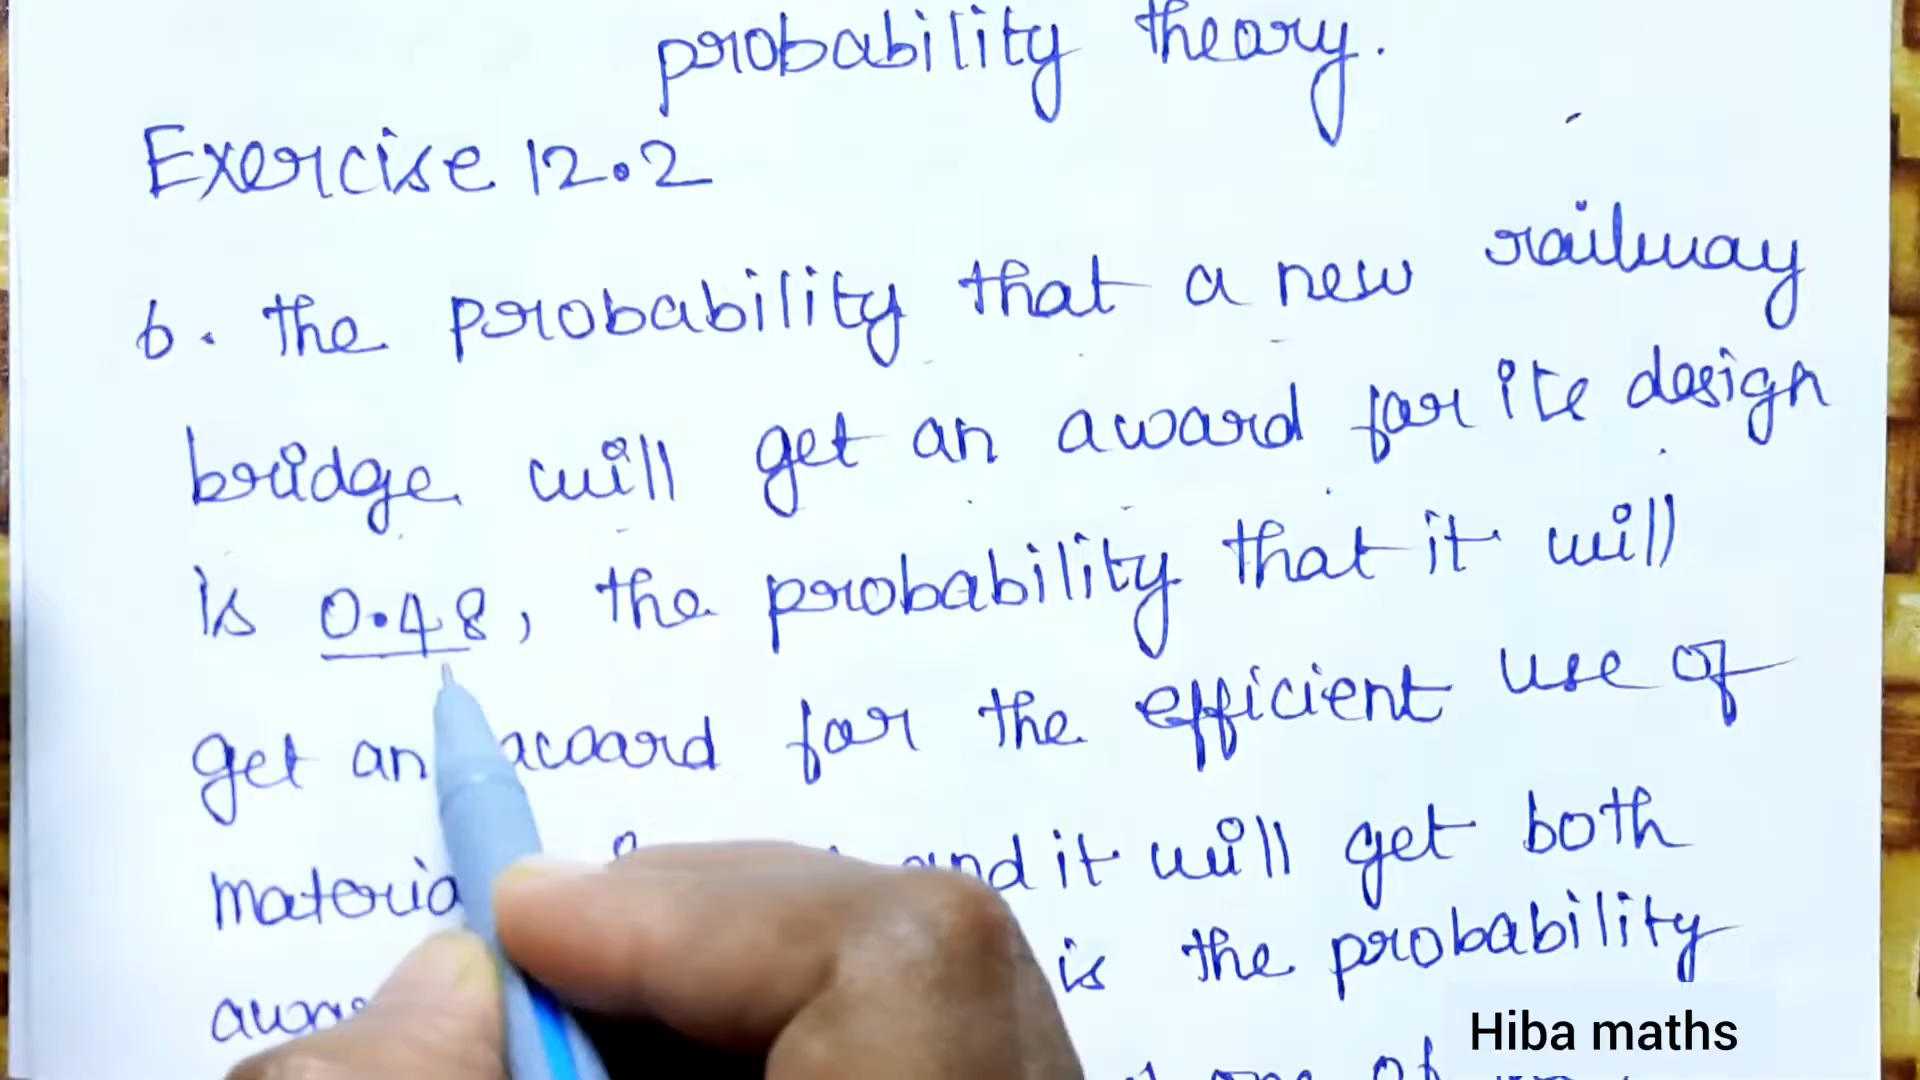 probability theory.
Exercise 12.2
6. the probability that a new railway
bridge will get an award for its design
is 0.48, the probability that it will
get an award for the efficient use of
and it will get both
is the probability
Hiba maths
one of